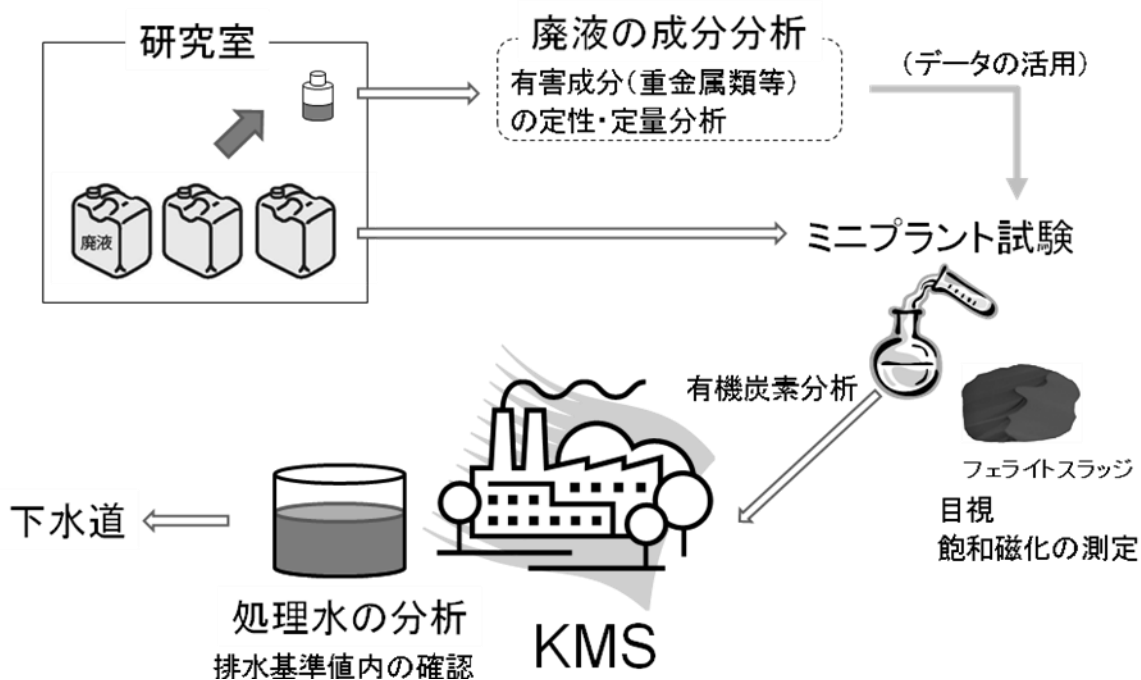 研究室
廃液の成分分析
有害成分(重金属類等)
の定性・定量分析
(データの活用)
廃液
ミニプラント試験
有機炭素分析
フェライトスラッジ
目視
飽和磁化の測定
下水道
処理水の分析
排水基準値内の確認
KMS